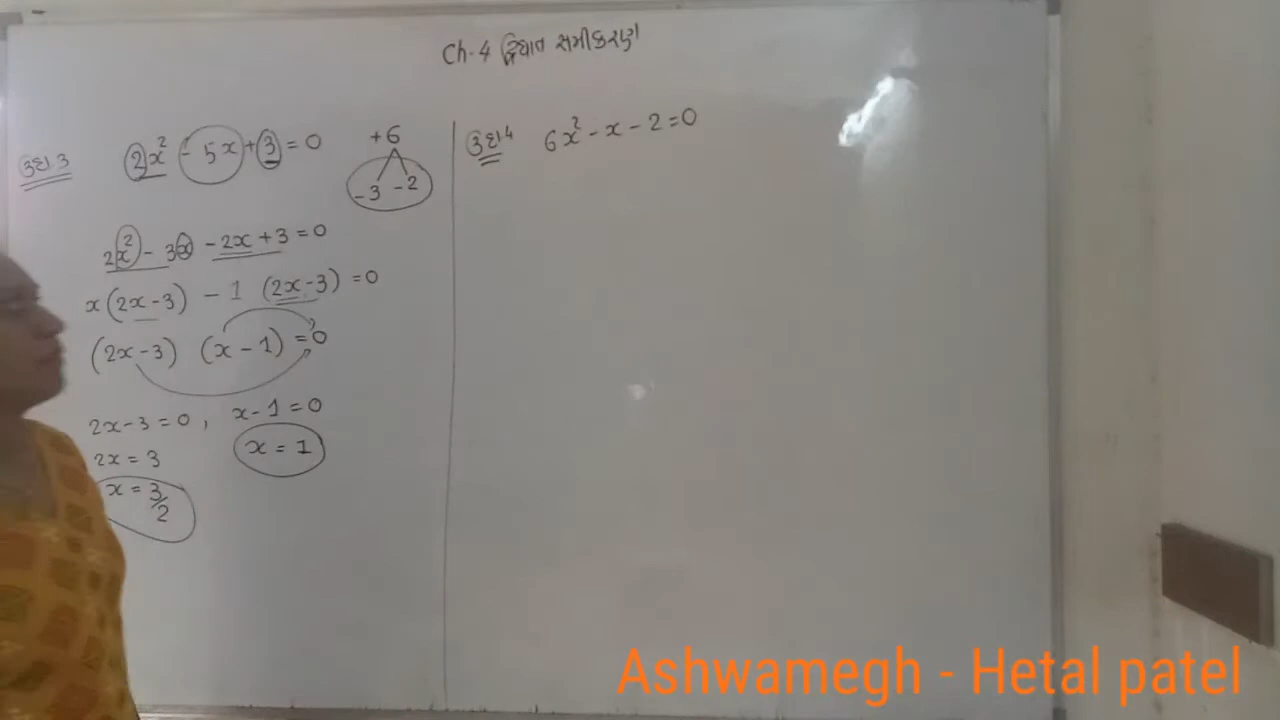 Ch-4 દ્વિઘાત સમીકરણ
ઉદા 3 2x² - 5x + 3 = 0
+6
-3 -2
2x² - 3x - 2x + 3 = 0
x(2x - 3) - 1 (2x - 3) = 0
(2x - 3) (x - 1) = 0
2x - 3 = 0, x - 1 = 0
2x = 3 x = 1
x = 3/2
ઉદા 4 6x² - x - 2 = 0
Ashwamegh - Hetal patel